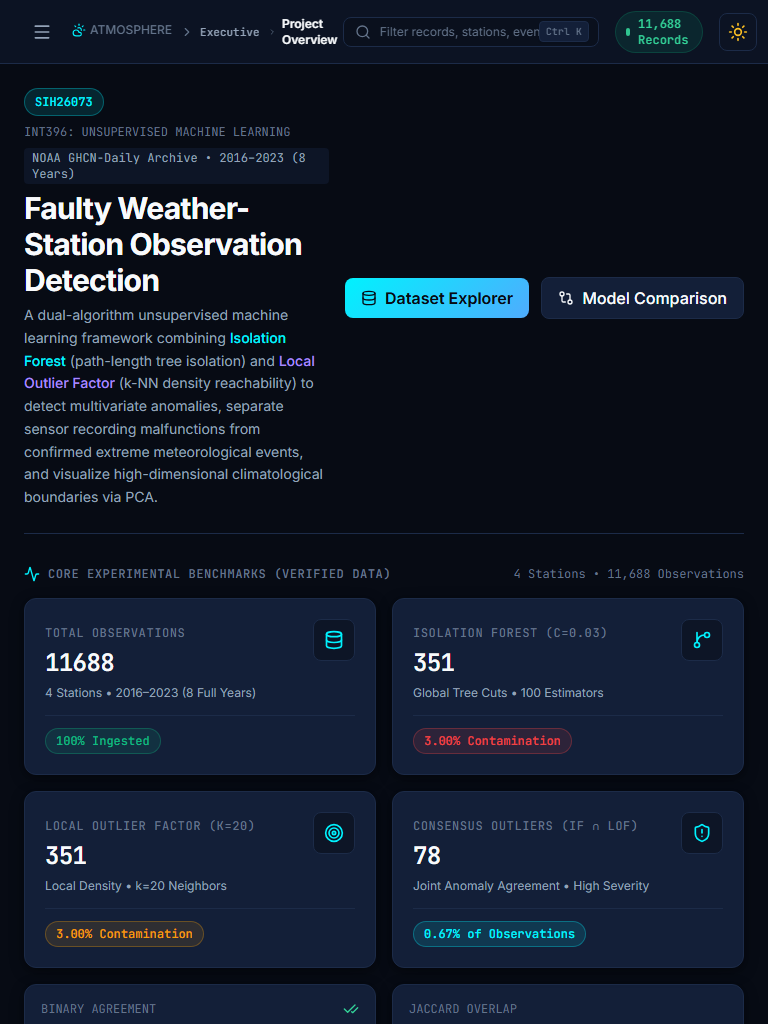 ATMOSPHERE
Executive
Project
Overview
Filter records, stations, even
Ctrl K
11,688
Records
SIH26073
INT396: UNSUPERVISED MACHINE LEARNING
NOAA GHCN-Daily Archive • 2016–2023 (8
Years)
Faulty Weather-
Station Observation
Detection
A dual-algorithm unsupervised machine
learning framework combining Isolation
Forest (path-length tree isolation) and Local
Outlier Factor (k-NN density reachability) to
detect multivariate anomalies, separate
sensor recording malfunctions from
confirmed extreme meteorological events,
and visualize high-dimensional climatological
boundaries via PCA.
Dataset Explorer
Model Comparison
CORE EXPERIMENTAL BENCHMARKS (VERIFIED DATA)
4 Stations • 11,688 Observations
TOTAL OBSERVATIONS
11688
4 Stations • 2016–2023 (8 Full Years)
100% Ingested
ISOLATION FOREST (C=0.03)
351
Global Tree Cuts • 100 Estimators
3.00% Contamination
LOCAL OUTLIER FACTOR (K=20)
351
Local Density • k=20 Neighbors
3.00% Contamination
CONSENSUS OUTLIERS (IF ∩ LOF)
78
Joint Anomaly Agreement • High Severity
0.67% of Observations
BINARY AGREEMENT
JACCARD OVERLAP